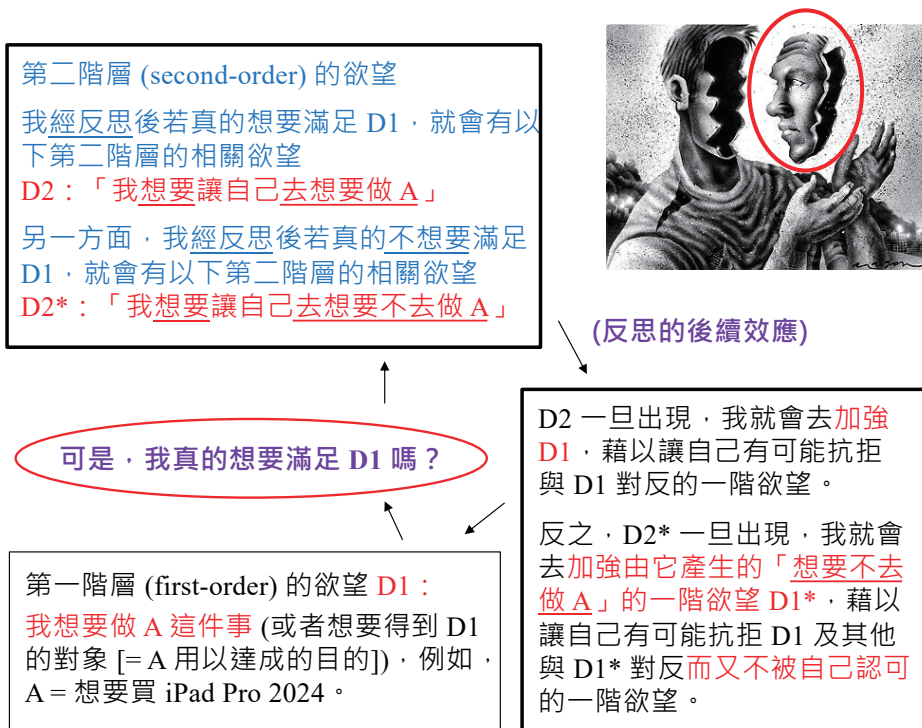 第二階層 (second-order) 的欲望
我經反思後若真的想要滿足 D1，就會有以
下第二階層的相關欲望
D2：「我想要讓自己去想要做 A」
另一方面，我經反思後若真的不想要滿足
D1，就會有以下第二階層的相關欲望
D2*：「我想要讓自己去想要不去做 A」
(反思的後續效應)
可是，我真的想要滿足 D1 嗎？
D2 一旦出現，我就會去加強
D1，藉以讓自己有可能抗拒
與 D1 對反的一階欲望。
反之，D2* 一旦出現，我就會
去加強由它產生的「想要不去
做 A」的一階欲望 D1*，藉以
讓自己有可能抗拒 D1 及其他
與 D1* 對反而又不被自己認可
的一階欲望。
第一階層 (first-order) 的欲望 D1：
我想要做 A 這件事 (或者想要得到 D1
的對象 [= A 用以達成的目的])，例如，
A = 想要買 iPad Pro 2024。